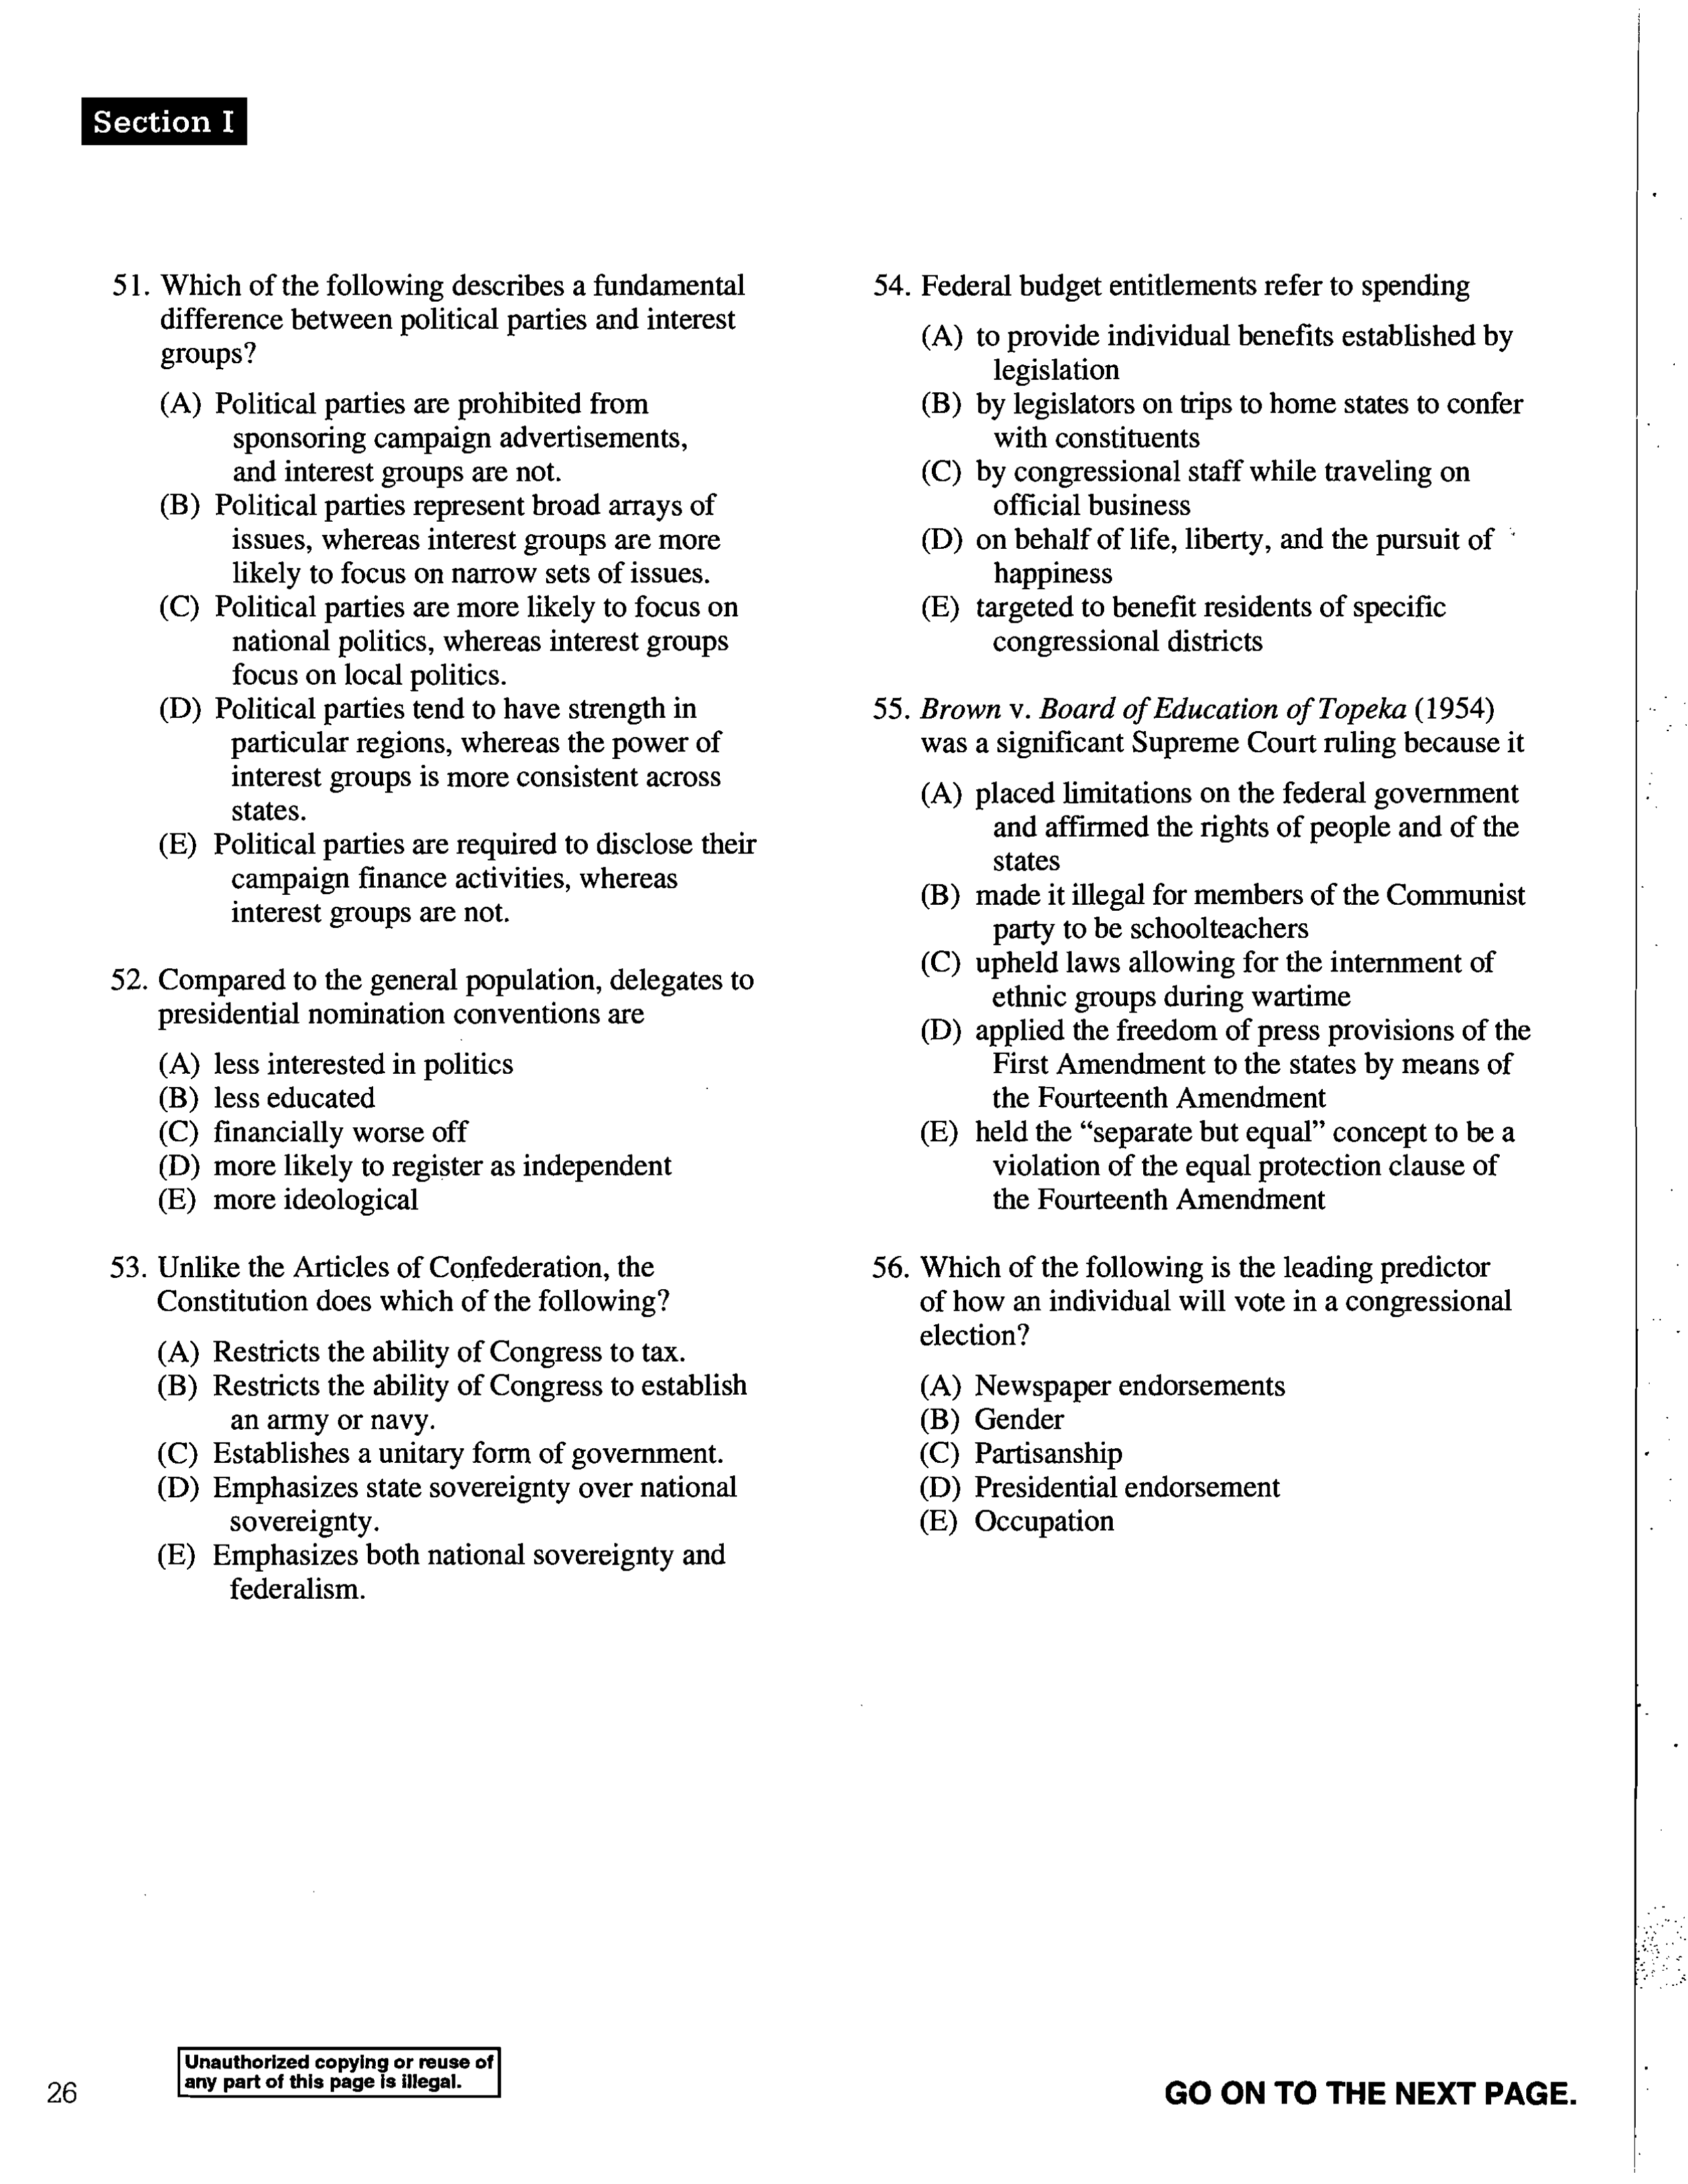 Section I
51. Which of the following describes a fundamental
difference between political parties and interest
groups?
(A) Political parties are prohibited from
sponsoring campaign advertisements,
and interest groups are not.
(B) Political parties represent broad arrays of
issues, whereas interest groups are more
likely to focus on narrow sets of issues.
(C) Political parties are more likely to focus on
national politics, whereas interest groups
focus on local politics.
(D) Political parties tend to have strength in
particular regions, whereas the power of
interest groups is more consistent across
states.
(E) Political parties are required to disclose their
campaign finance activities, whereas
interest groups are not.
52. Compared to the general population, delegates to
presidential nomination conventions are
(A) less interested in politics
(B) less educated
(C) financially worse off
(D) more likely to register as independent
(E) more ideological
53. Unlike the Articles of Confederation, the
Constitution does which of the following?
(A) Restricts the ability of Congress to tax.
(B) Restricts the ability of Congress to establish
an army or navy.
(C) Establishes a unitary form of government.
(D) Emphasizes state sovereignty over national
sovereignty.
(E) Emphasizes both national sovereignty and
federalism.
54. Federal budget entitlements refer to spending
(A) to provide individual benefits established by
legislation
(B) by legislators on trips to home states to confer
with constituents
(C) by congressional staff while traveling on
official business
(D) on behalf of life, liberty, and the pursuit of
happiness
(E) targeted to benefit residents of specific
congressional districts
55. Brown v. Board of Education of Topeka (1954)
was a significant Supreme Court ruling because it
(A) placed limitations on the federal government
and affirmed the rights of people and of the
states
(B) made it illegal for members of the Communist
party to be schoolteachers
(C) upheld laws allowing for the internment of
ethnic groups during wartime
(D) applied the freedom of press provisions of the
First Amendment to the states by means of
the Fourteenth Amendment
(E) held the “separate but equal” concept to be a
violation of the equal protection clause of
the Fourteenth Amendment
56. Which of the following is the leading predictor
of how an individual will vote in a congressional
election?
(A) Newspaper endorsements
(B) Gender
(C) Partisanship
(D) Presidential endorsement
(E) Occupation
Unauthorized copying or reuse of
any part of this page is illegal.
26
GO ON TO THE NEXT PAGE.